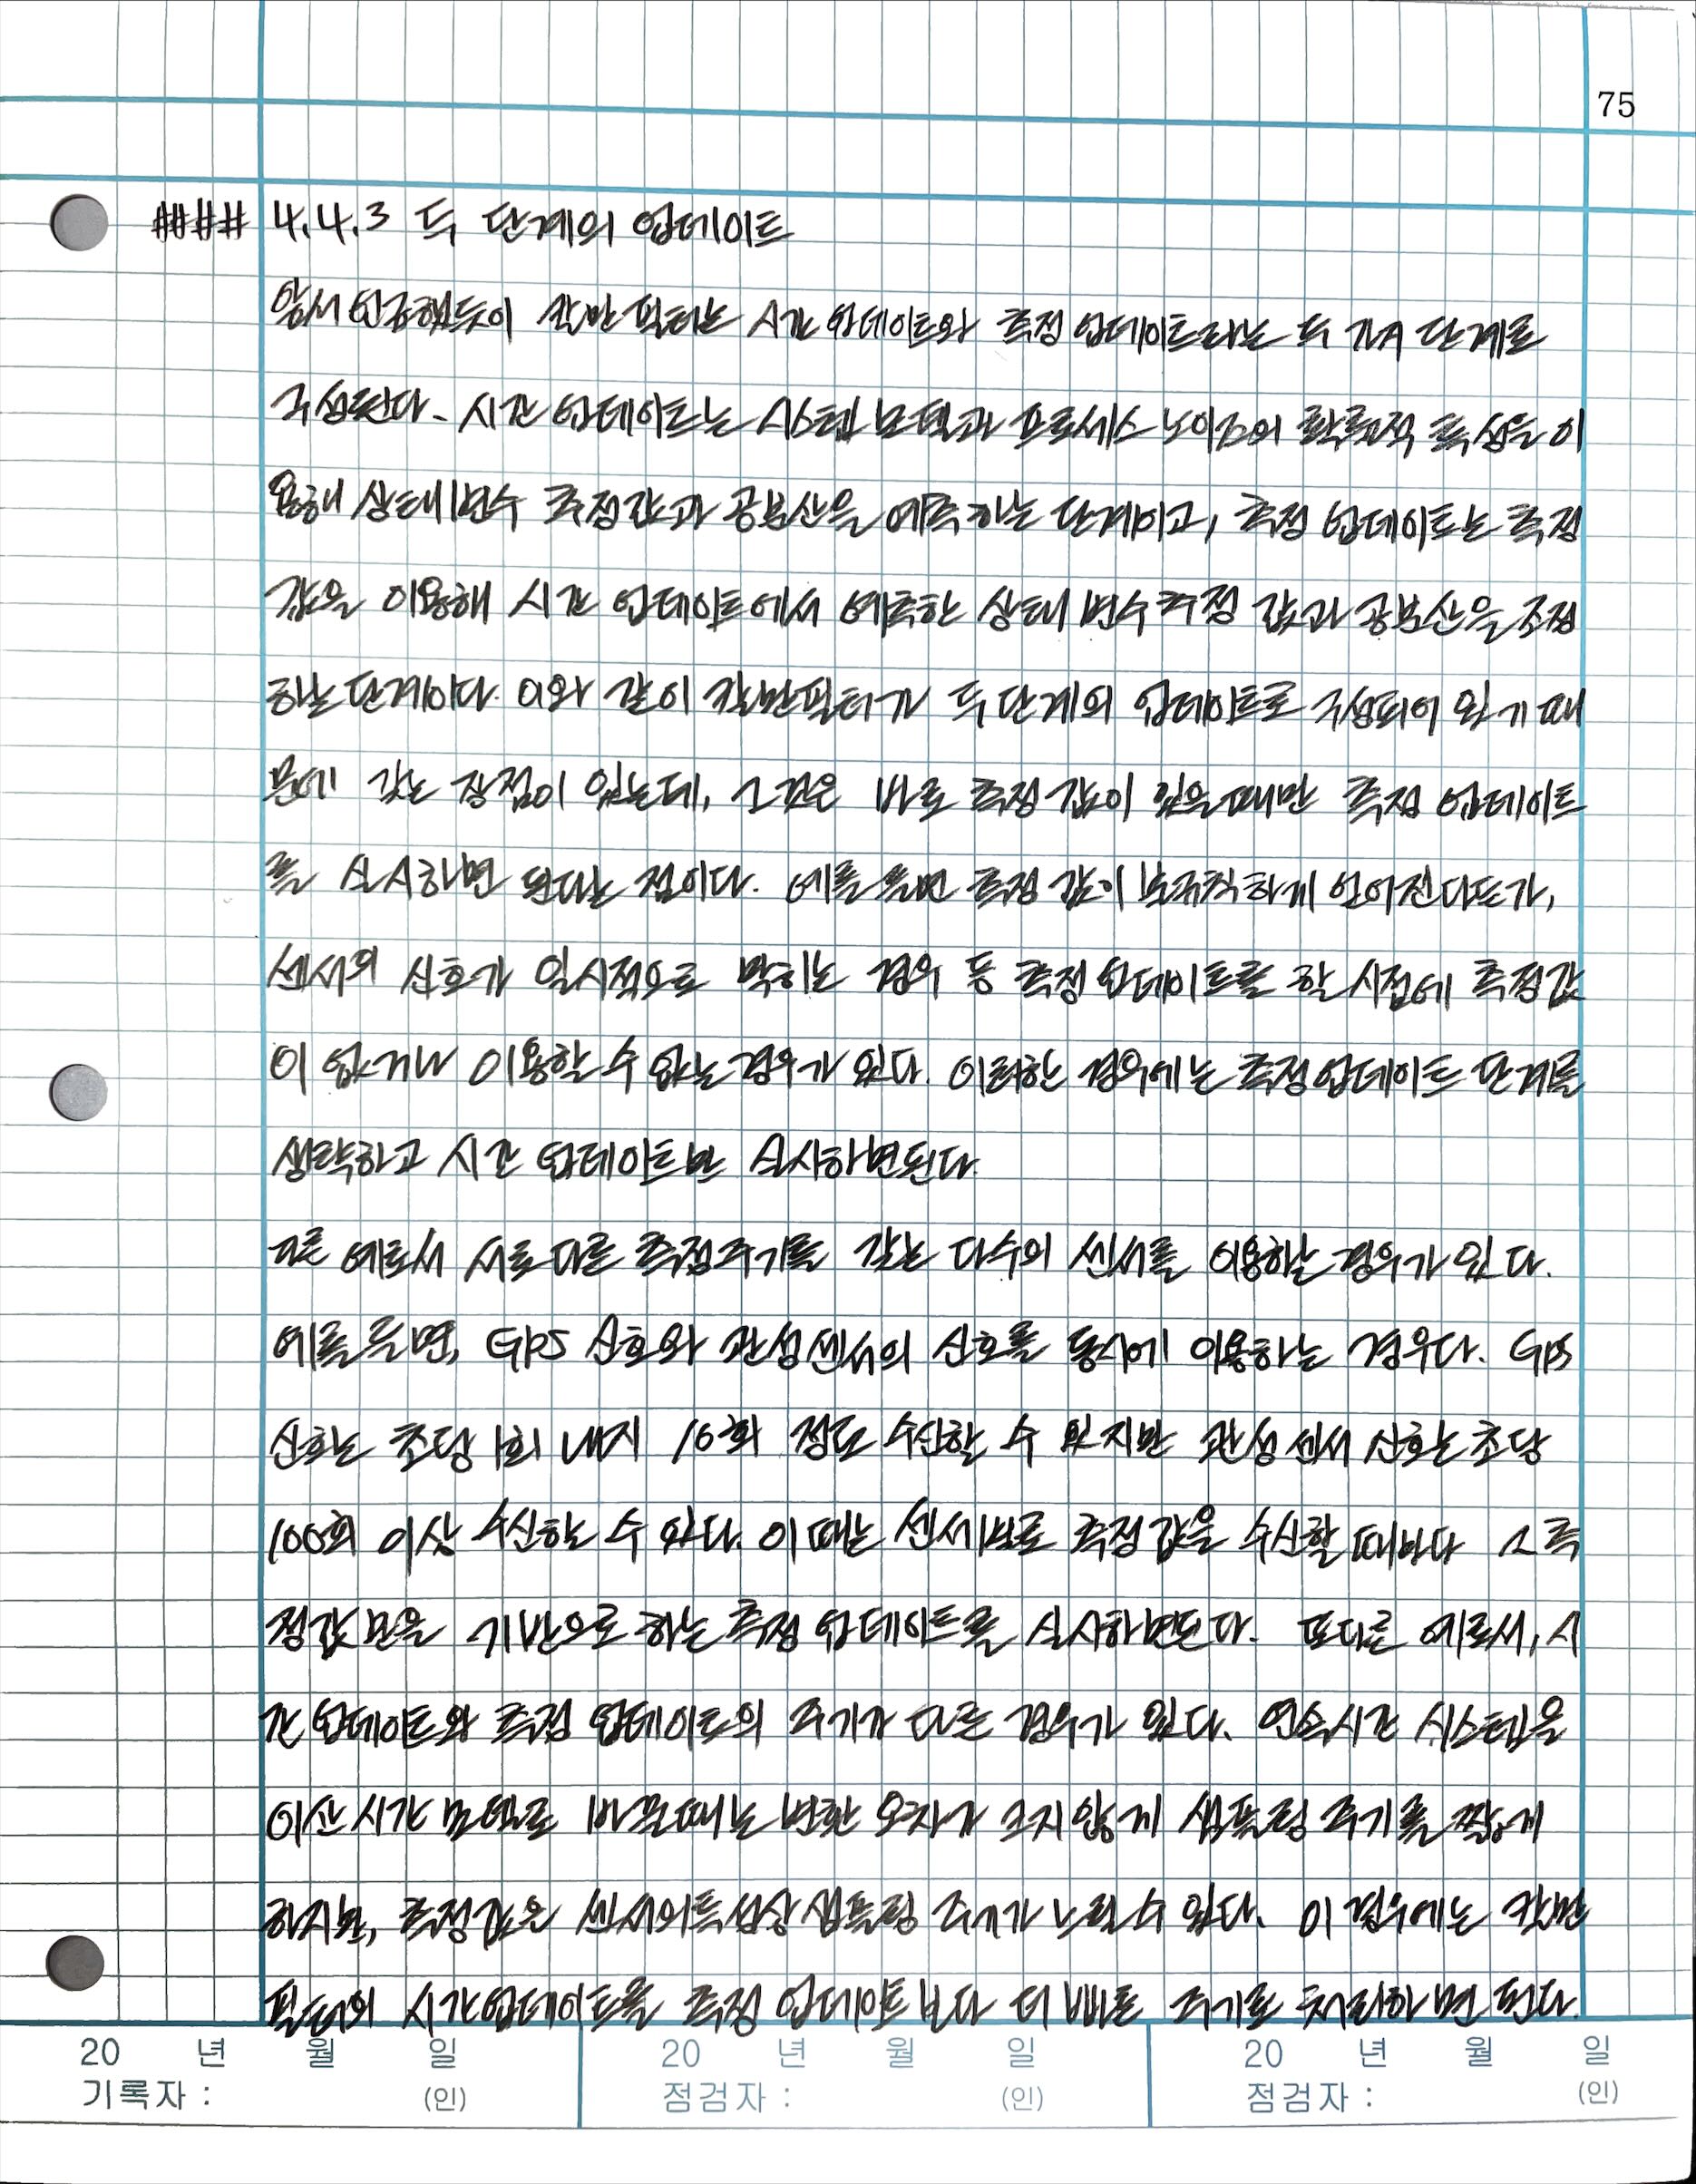 75
#### 4.4.3 두 단계의 업데이트
앞서 언급했듯이 칼만 필터는 시간 업데이트와 측정 업데이트라는 두 가지 단계로
구성된다. 시간 업데이트는 시스템 모델과 프로세스 노이즈의 확률적 특성을 이
용해 상태변수 추정값과 공분산을 예측하는 단계이고, 측정 업데이트는 측정
값을 이용해 시간 업데이트에서 예측한 상태변수 추정 값과 공분산을 조정
하는 단계이다. 이와 같이 칼만필터가 두 단계의 업데이트로 구성되어 있기 때
문에 갖는 장점이 있는데, 그것은 바로 측정 값이 있을 때만 측정 업데이트
를 실시하면 된다는 점이다. 예를 들면 측정 값이 불규칙하게 얻어진다든가,
센서의 신호가 일시적으로 막히는 경우 등 측정 업데이트를 할 시점에 측정값
이 없거나 이용할 수 없는 경우가 있다. 이러한 경우에는 측정 업데이트 단계를
생략하고 시간 업데이트만 실시하면된다.
다른 예로서 서로 다른 측정주기를 갖는 다수의 센서를 이용하는 경우가 있다.
예를 들면, GPS 신호와 관성센서의 신호를 동시에 이용하는 경우다. GPS
신호는 초당 1회 내지 10회 정도 수신할 수 있지만 관성 센서 신호는 초당
100회 이상 수신하는 수 있다. 이 때는 센서별로 측정 값을 수신할 때마다 그 측
정값 만을 기반으로 하는 측정 업데이트를 실시하면된다. 또다른 예로서, 시
간 업데이트와 측정 업데이트의 주기가 다른 경우가 있다. 연속시간 시스템을
이산 시간 모델로 바꿀때는 변환 오차가 크지않게 샘플링 주기를 짧게
하지만, 측정값은 센서의 특성상 샘플링 주기가 느릴 수 있다. 이 경우에는 칼만
필터의 시간업데이트를 측정 업데이트보다 더 빠른 주기로 처리하면 된다.
20 년 월 일 20 년 월 일 20 년 월 일
기록자 : (인) 점검자 : (인) 점검자 : (인)